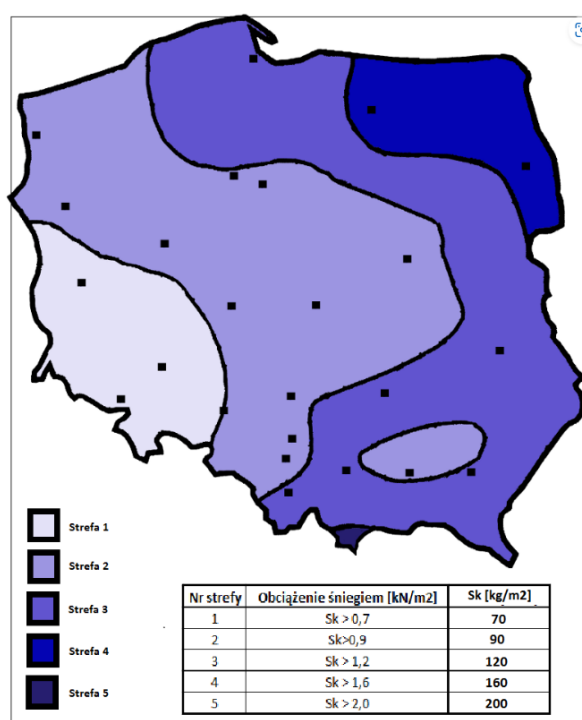 Strefa 1
Strefa 2
Strefa 3
Strefa 4
Strefa 5
Nr strefy Obciążenie śniegiem [kN/m2] Sk [kg/m2]
1 Sk > 0,7 70
2 Sk>0,9 90
3 Sk > 1,2 120
4 Sk > 1,6 160
5 Sk > 2,0 200